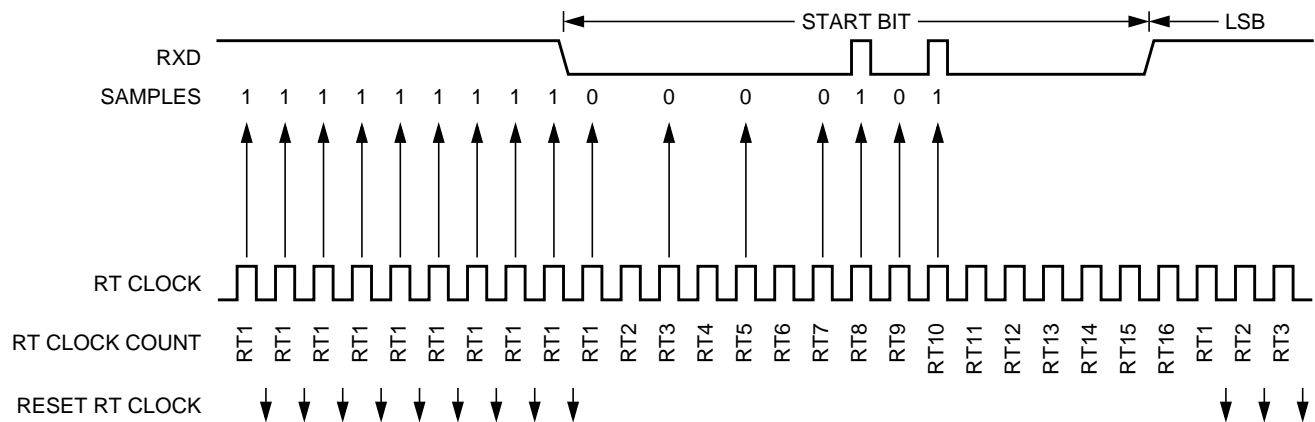 START BIT LSB
RXD
SAMPLES 1 1 1 1 1 1 1 1 1 0 0 0 0 1 0 1
RT CLOCK
RT CLOCK COUNT RT1 RT1 RT1 RT1 RT1 RT1 RT1 RT1 RT1 RT1 RT2 RT3 RT4 RT5 RT6 RT7 RT8 RT9 RT10 RT11 RT12 RT13 RT14 RT15 RT16 RT1 RT2 RT3
RESET RT CLOCK